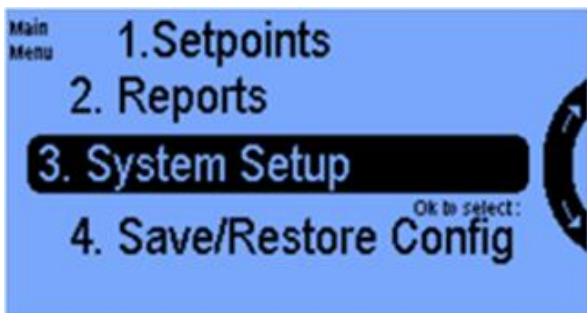 Main
Menu
1.Setpoints
2. Reports
3. System Setup
Ok to select:
4. Save/Restore Config